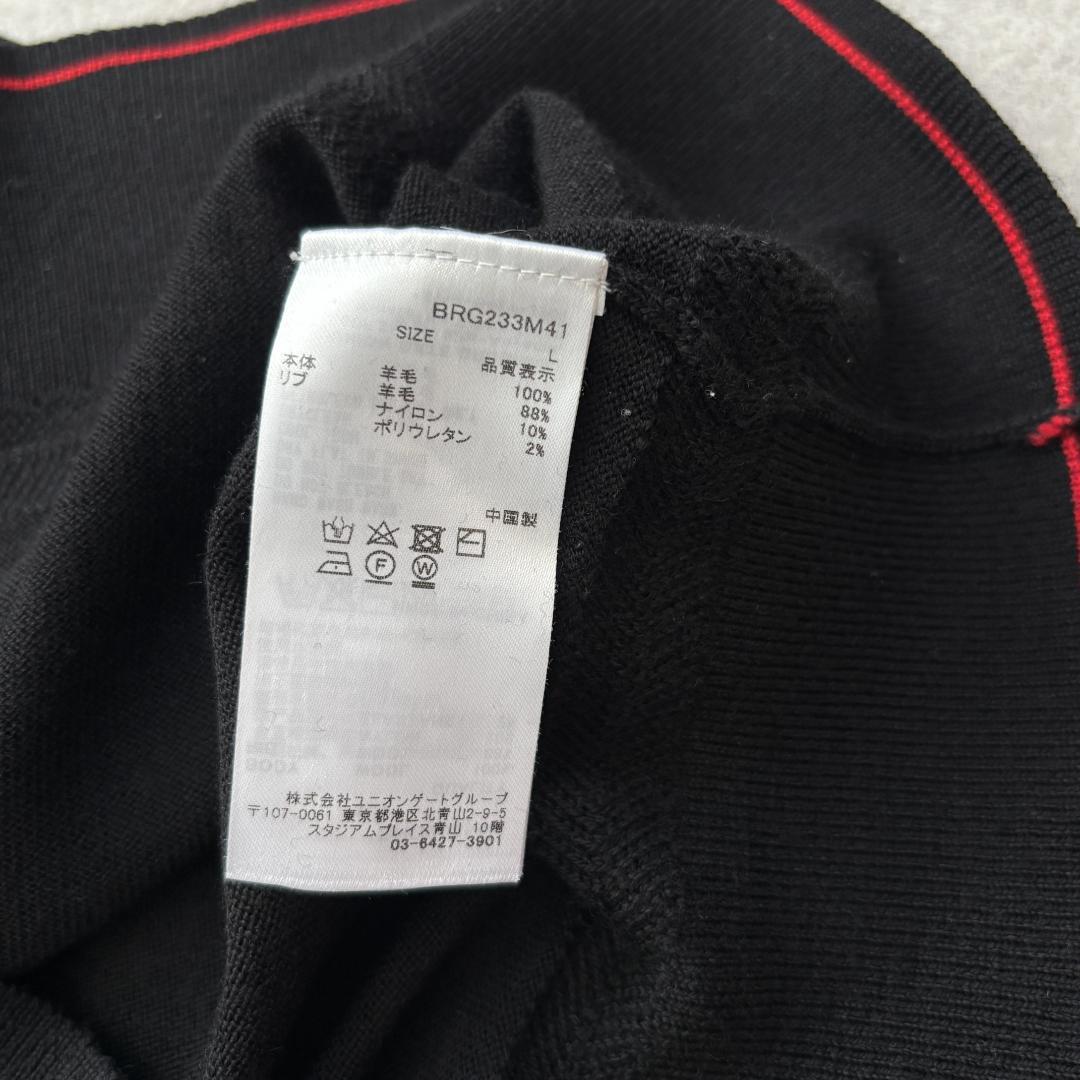 BRG233M41
SIZE L
品質表示
本体 羊毛 100%
リブ 羊毛 88%
ナイロン 10%
ポリウレタン 2%
中国製
F W
株式会社ユニオンゲートグループ
〒107-0061 東京都港区北青山2-9-5
スタジアムプレイス青山 10階
03-6427-3901